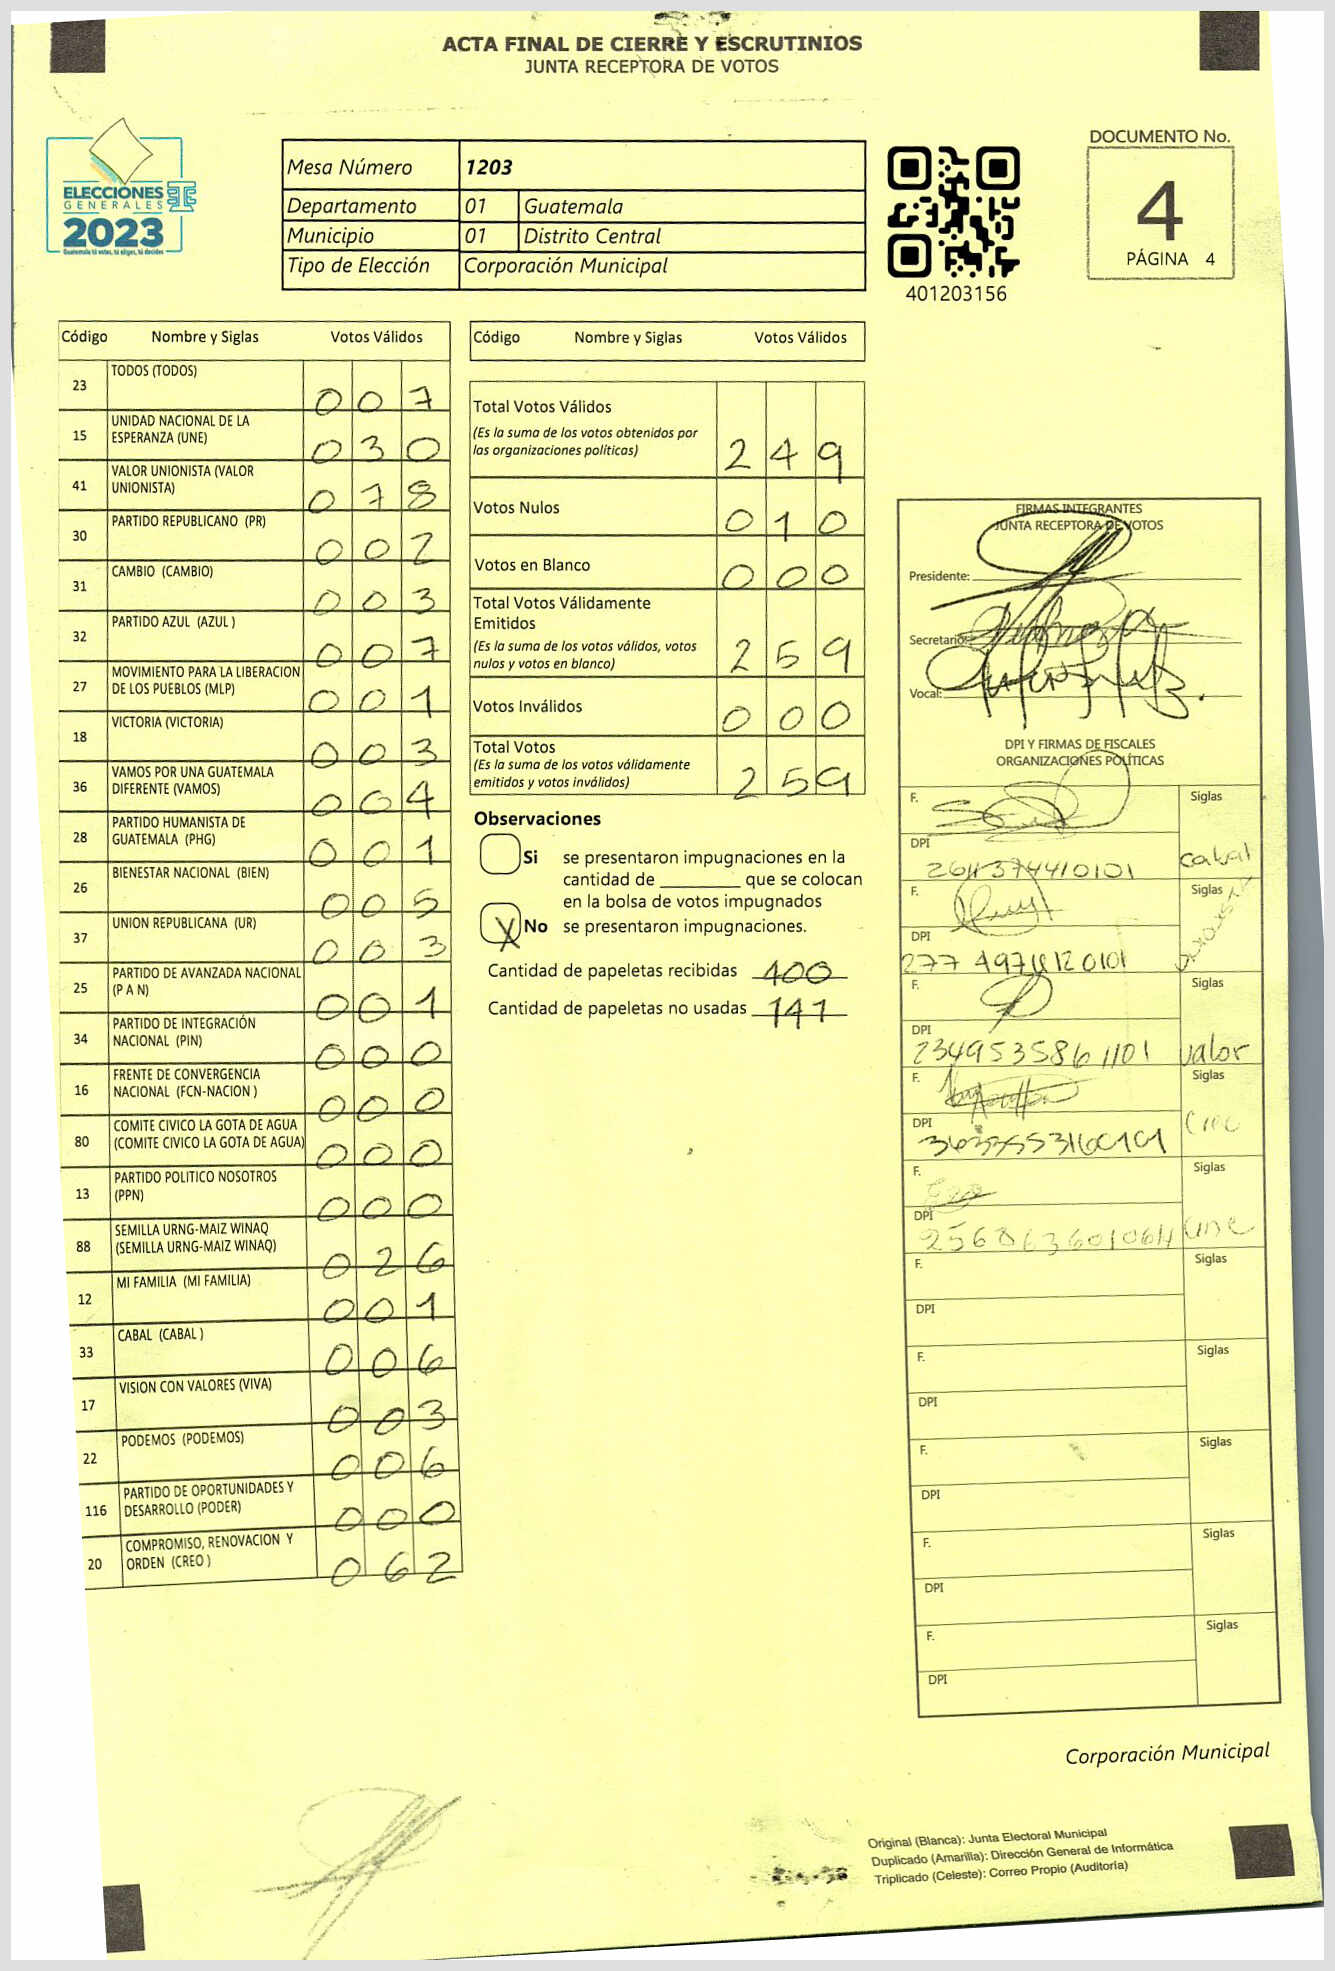 ACTA FINAL DE CIERRE Y ESCRUTINIOS
JUNTA RECEPTORA DE VOTOS
ELECCIONES
GENERALES
2023
Guatemala tú votas, tú eliges, tú decides
Mesa Número 1203
Departamento 01 Guatemala
Municipio 01 Distrito Central
Tipo de Elección Corporación Municipal
401203156
DOCUMENTO No.
4
PÁGINA 4
Código Nombre y Siglas Votos Válidos
23 TODOS (TODOS) 007
15 UNIDAD NACIONAL DE LA
ESPERANZA (UNE) 030
41 VALOR UNIONISTA (VALOR
UNIONISTA) 078
30 PARTIDO REPUBLICANO (PR) 002
31 CAMBIO (CAMBIO) 003
32 PARTIDO AZUL (AZUL ) 007
27 MOVIMIENTO PARA LA LIBERACION
DE LOS PUEBLOS (MLP) 001
18 VICTORIA (VICTORIA) 003
36 VAMOS POR UNA GUATEMALA
DIFERENTE (VAMOS) 004
28 PARTIDO HUMANISTA DE
GUATEMALA (PHG) 001
26 BIENESTAR NACIONAL (BIEN) 005
37 UNION REPUBLICANA (UR) 003
25 PARTIDO DE AVANZADA NACIONAL
(P A N) 001
34 PARTIDO DE INTEGRACIÓN
NACIONAL (PIN) 000
16 FRENTE DE CONVERGENCIA
NACIONAL (FCN-NACION ) 000
80 COMITE CIVICO LA GOTA DE AGUA
(COMITE CIVICO LA GOTA DE AGUA) 000
13 PARTIDO POLITICO NOSOTROS
(PPN) 000
88 SEMILLA URNG-MAIZ WINAQ
(SEMILLA URNG-MAIZ WINAQ) 026
12 MI FAMILIA (MI FAMILIA) 001
33 CABAL (CABAL ) 006
17 VISION CON VALORES (VIVA) 003
22 PODEMOS (PODEMOS) 006
116 PARTIDO DE OPORTUNIDADES Y
DESARROLLO (PODER) 000
20 COMPROMISO, RENOVACION Y
ORDEN (CREO ) 062
Código Nombre y Siglas Votos Válidos
Total Votos Válidos
(Es la suma de los votos obtenidos por
las organizaciones políticas) 249
Votos Nulos 010
Votos en Blanco 000
Total Votos Válidamente
Emitidos
(Es la suma de los votos válidos, votos
nulos y votos en blanco) 259
Votos Inválidos 000
Total Votos
(Es la suma de los votos válidamente
emitidos y votos inválidos) 259
Observaciones
Si se presentaron impugnaciones en la
cantidad de ________ que se colocan
en la bolsa de votos impugnados
X No se presentaron impugnaciones.
Cantidad de papeletas recibidas 400
Cantidad de papeletas no usadas 141
FIRMAS INTEGRANTES
JUNTA RECEPTORA DE VOTOS
Presidente:
Secretario:
Vocal:
DPI Y FIRMAS DE FISCALES
ORGANIZACIONES POLÍTICAS
F. Siglas
DPI cabal
F. Siglas
DPI
F. Siglas
DPI
2349535861101 valor
F. Siglas
DPI
F. Siglas
DPI une
F. Siglas
DPI
F. Siglas
DPI
F. Siglas
DPI
F. Siglas
DPI
F. Siglas
DPI
Corporación Municipal
Original (Blanca): Junta Electoral Municipal
Duplicado (Amarilla): Dirección General de Informática
Triplicado (Celeste): Correo Propio (Auditoría)